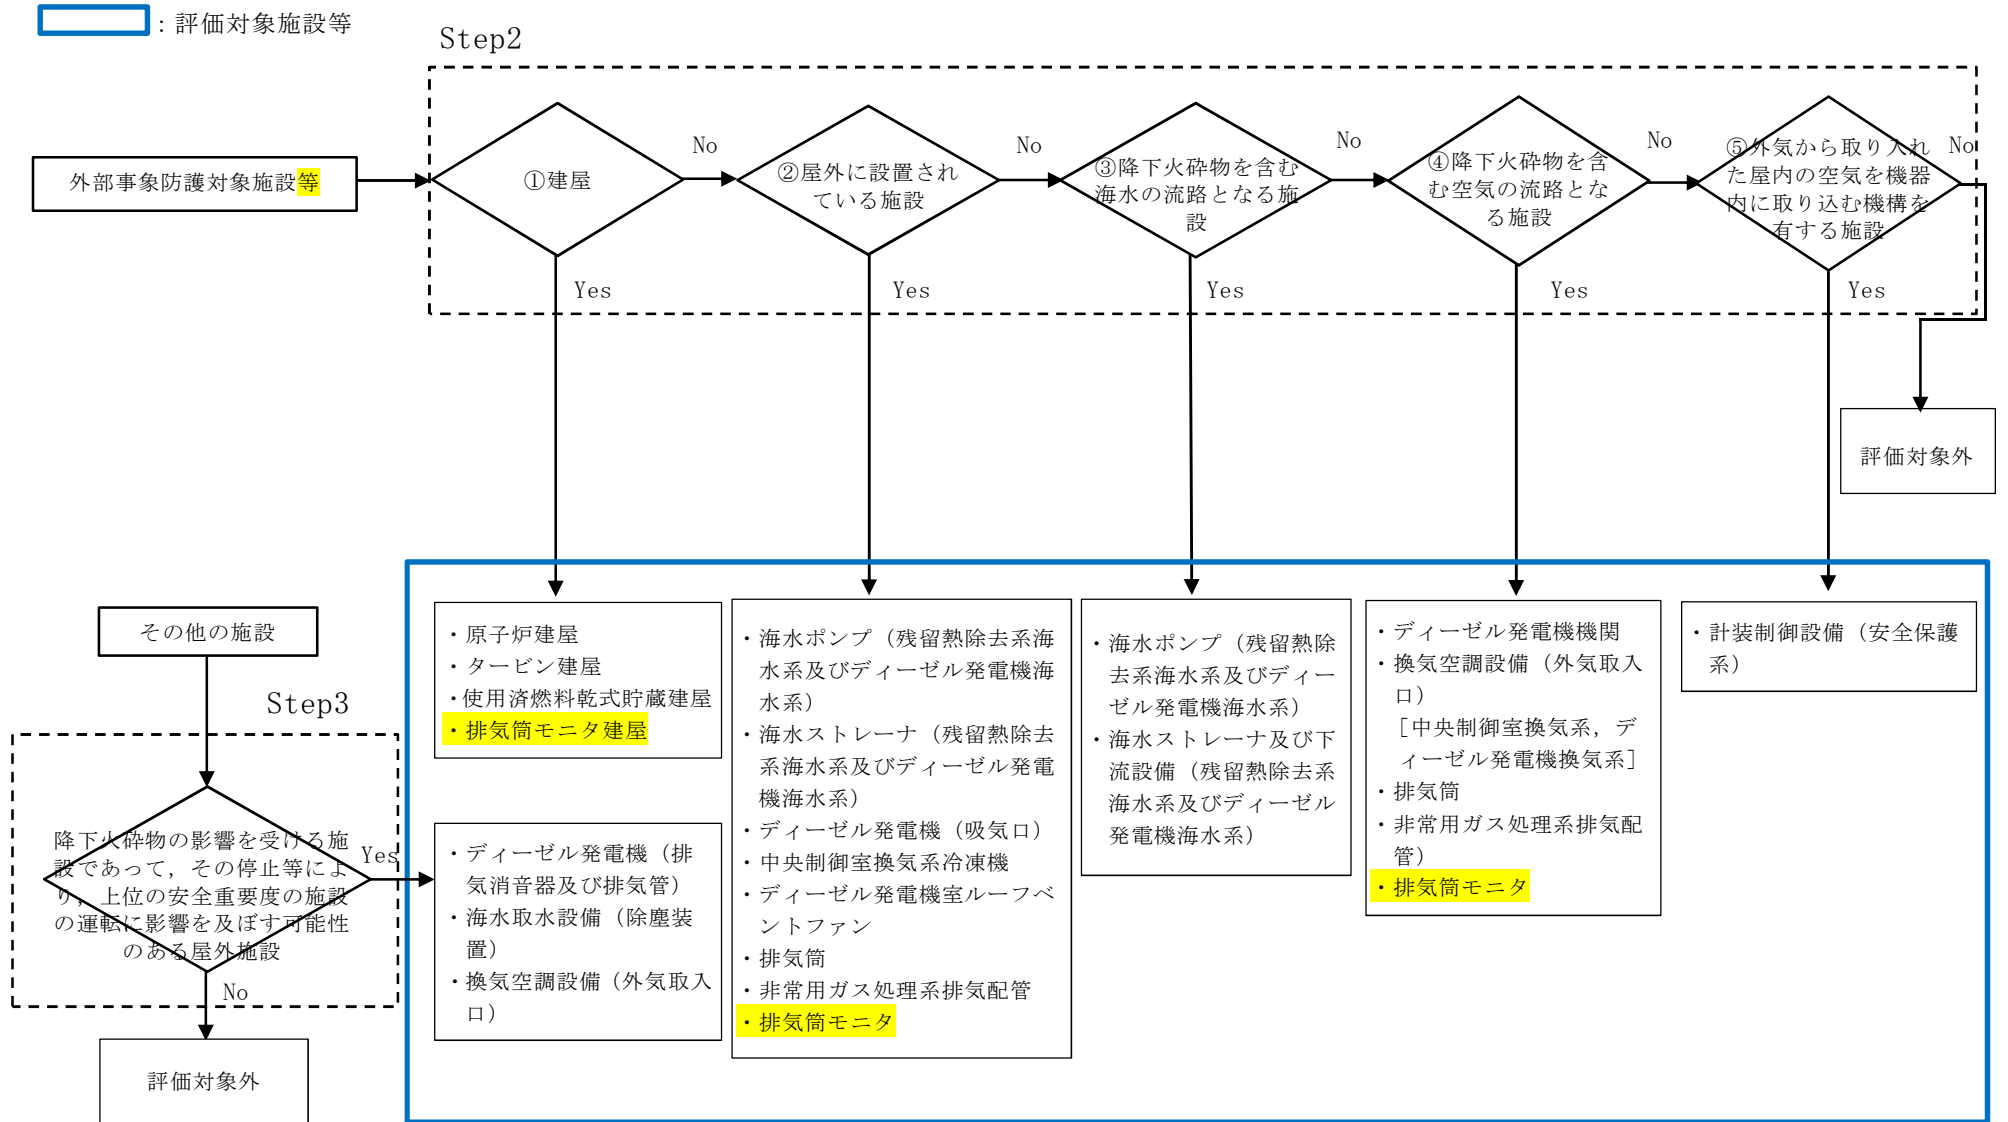 ：評価対象施設等
Step2
外部事象防護対象施設等
①建屋
No
Yes
②屋外に設置され
ている施設
No
Yes
③降下火砕物を含む
海水の流路となる施
設
No
Yes
④降下火砕物を含
む空気の流路とな
る施設
No
Yes
⑤外気から取り入れ
た屋内の空気を機器
内に取り込む機構を
有する施設
No
Yes
評価対象外
その他の施設
Step3
降下火砕物の影響を受ける施
設であって，その停止等によ
り，上位の安全重要度の施設
の運転に影響を及ぼす可能性
のある屋外施設
Yes
No
評価対象外
・原子炉建屋
・タービン建屋
・使用済燃料乾式貯蔵建屋
・排気筒モニタ建屋
・ディーゼル発電機（排
気消音器及び排気管）
・海水取水設備（除塵装
置）
・換気空調設備（外気取入
口）
・海水ポンプ（残留熱除去系海
水系及びディーゼル発電機海
水系）
・海水ストレーナ（残留熱除去
系海水系及びディーゼル発電
機海水系）
・ディーゼル発電機（吸気口）
・中央制御室換気系冷凍機
・ディーゼル発電機室ルーフベ
ントファン
・排気筒
・非常用ガス処理系排気配管
・排気筒モニタ
・海水ポンプ（残留熱除
去系海水系及びディー
ゼル発電機海水系）
・海水ストレーナ及び下
流設備（残留熱除去系
海水系及びディーゼル
発電機海水系）
・ディーゼル発電機機関
・換気空調設備（外気取入
口）
［中央制御室換気系，デ
ィーゼル発電機換気系］
・排気筒
・非常用ガス処理系排気配
管）
・排気筒モニタ
・計装制御設備（安全保護
系）